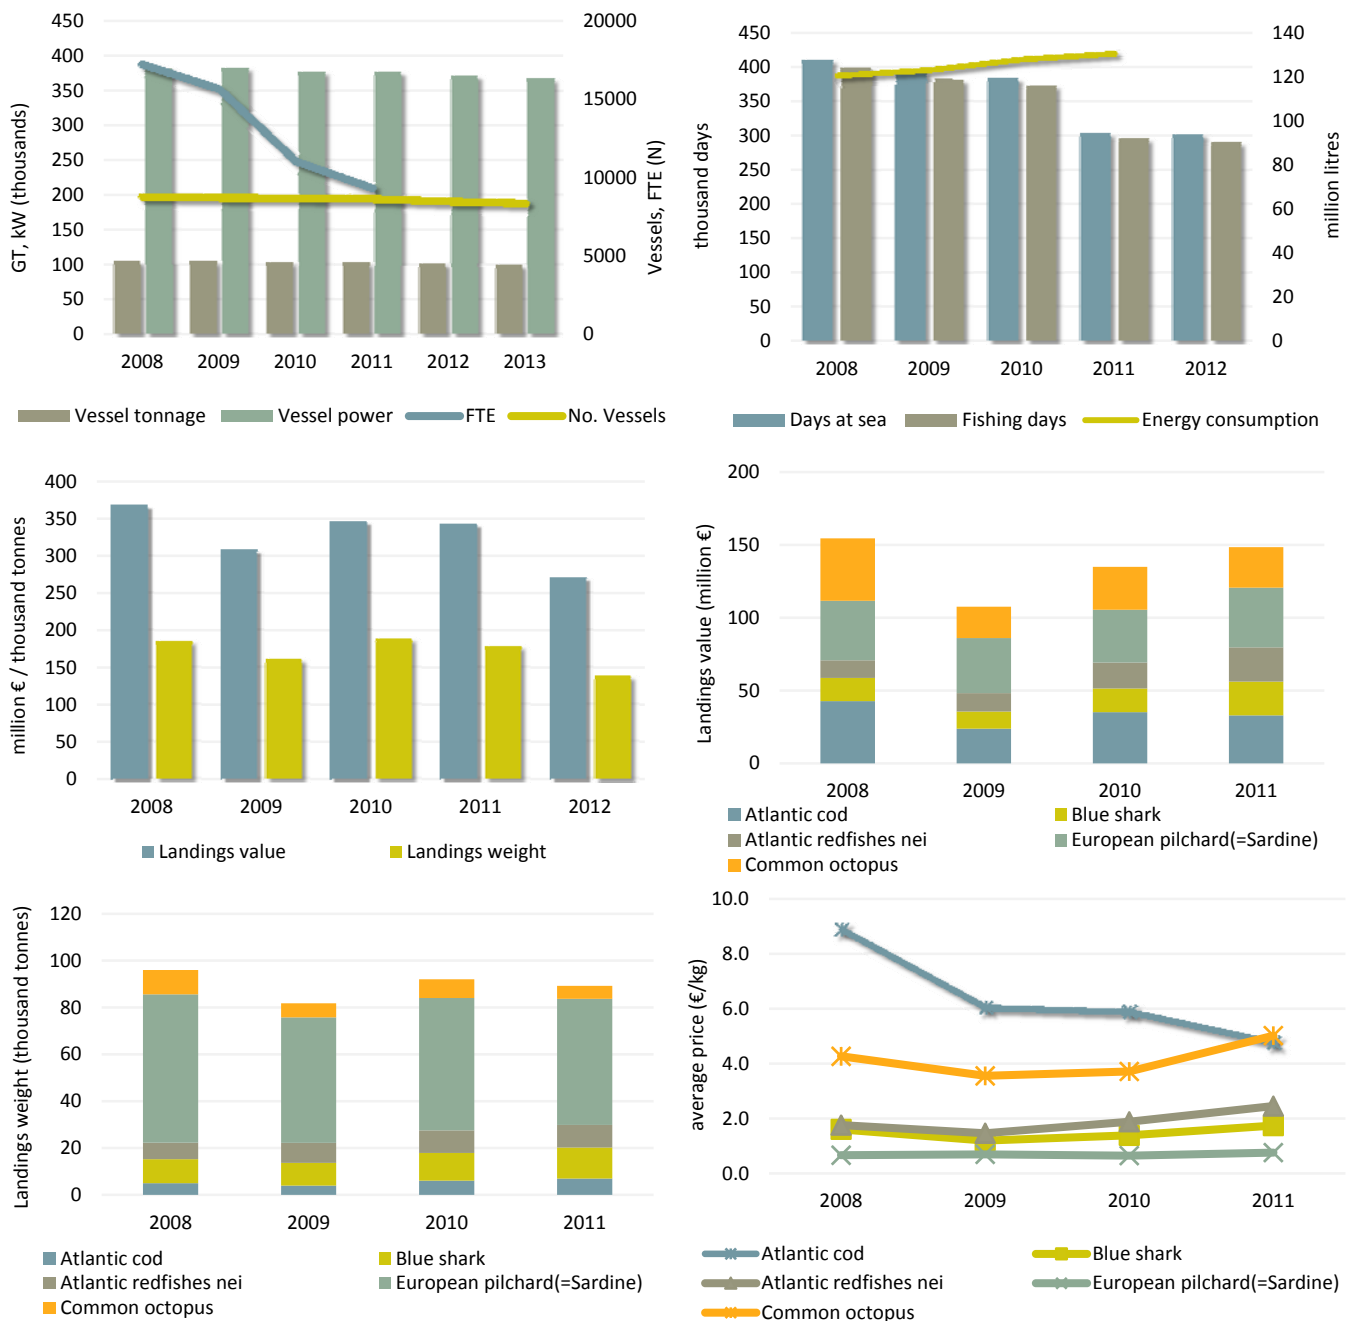 450
400
350
300
250
200
150
100
50
0
GT, kW (thousands)
20000
15000
10000
5000
0
Vessels, FTE (N)
2008 2009 2010 2011 2012 2013
Vessel tonnage Vessel power FTE No. Vessels
450
400
350
300
250
200
150
100
50
0
thousand days
140
120
100
80
60
40
20
0
million litres
2008 2009 2010 2011 2012
Days at sea Fishing days Energy consumption
400
350
300
250
200
150
100
50
0
million € / thousand tonnes
2008 2009 2010 2011 2012
Landings value Landings weight
200
150
100
50
0
Landings value (million €)
2008 2009 2010 2011
Atlantic cod Blue shark
Atlantic redfishes nei European pilchard(=Sardine)
Common octopus
120
100
80
60
40
20
0
Landings weight (thousand tonnes)
2008 2009 2010 2011
Atlantic cod Blue shark
Atlantic redfishes nei European pilchard(=Sardine)
Common octopus
10.0
8.0
6.0
4.0
2.0
0.0
average price (€/kg)
2008 2009 2010 2011
Atlantic cod Blue shark
Atlantic redfishes nei European pilchard(=Sardine)
Common octopus